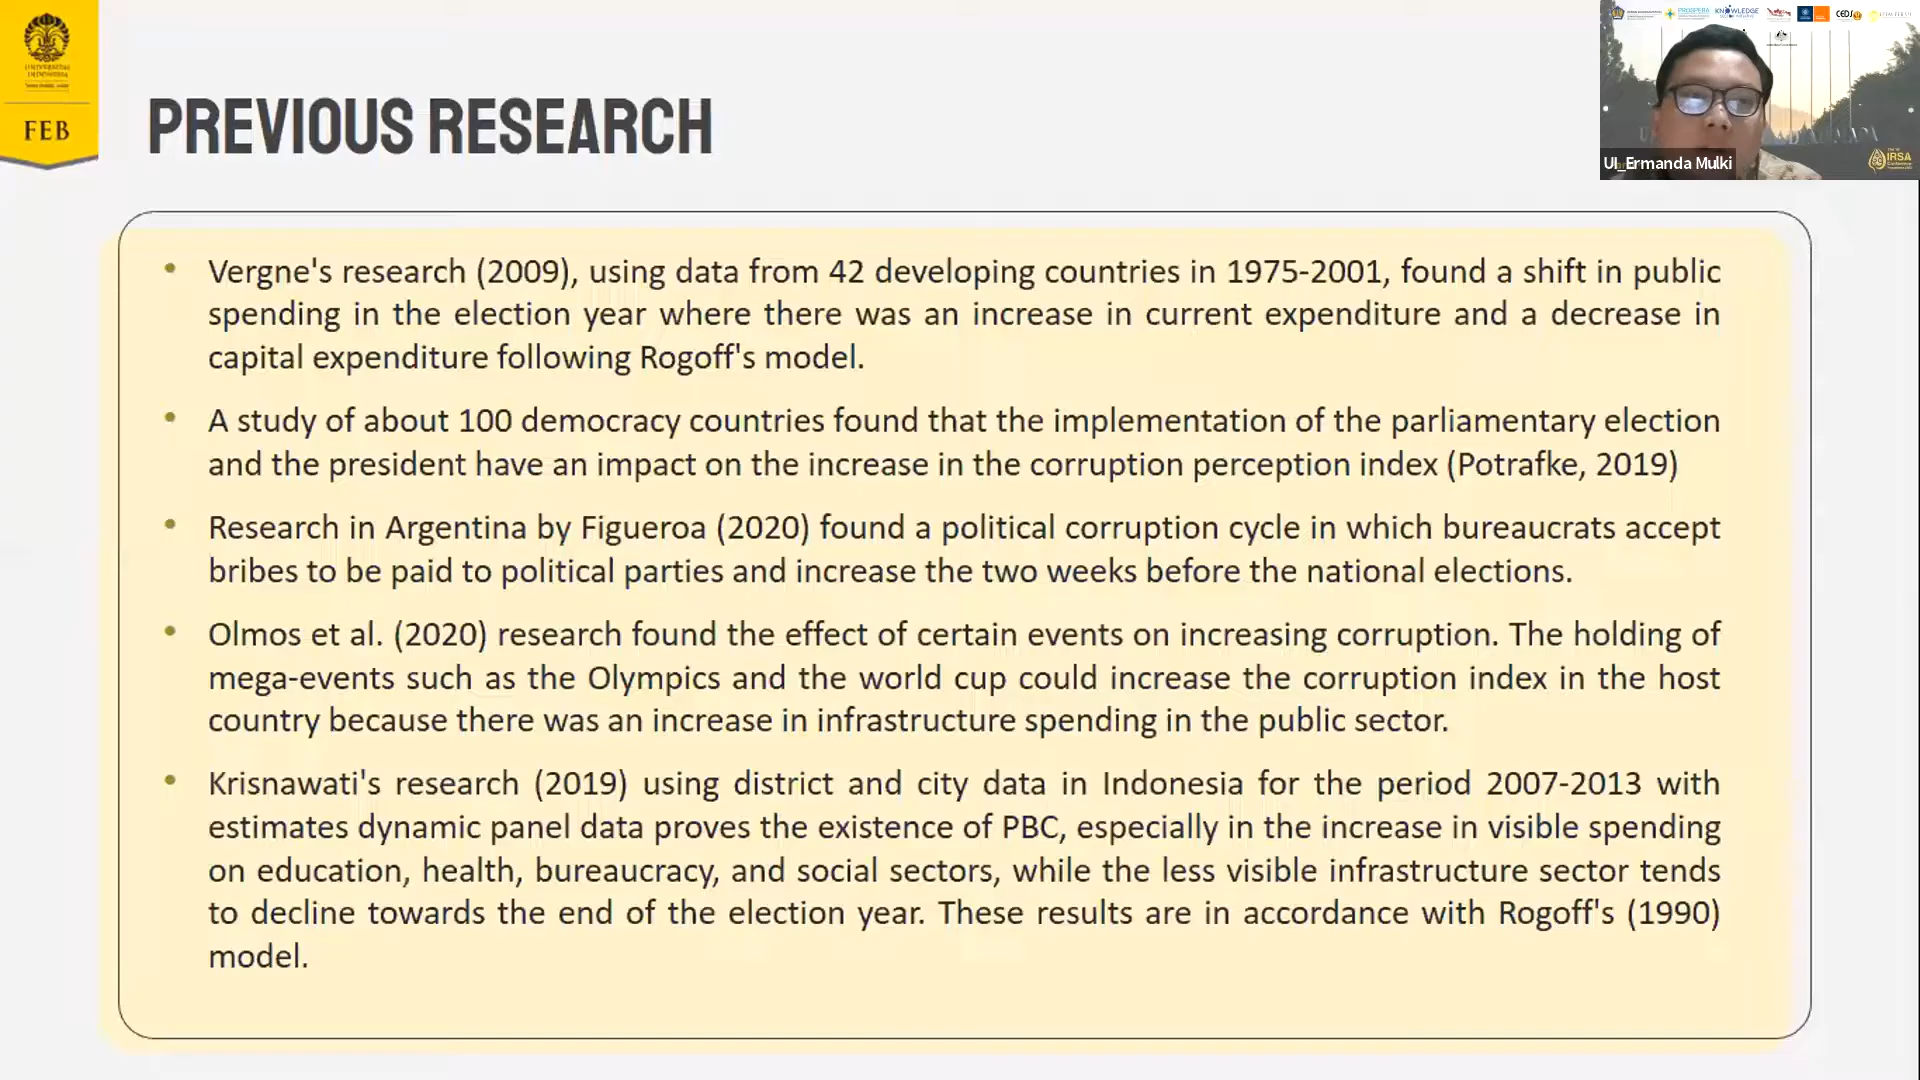 UNIVERSITAS
INDONESIA
FEB
PREVIOUS RESEARCH
PROSPERA
KNOWLEDGE
SECTOR INITIATIVE
CEDS
UI_Ermanda Mulki
IRSA
Conference
• Vergne's research (2009), using data from 42 developing countries in 1975-2001, found a shift in public
spending in the election year where there was an increase in current expenditure and a decrease in
capital expenditure following Rogoff's model.
• A study of about 100 democracy countries found that the implementation of the parliamentary election
and the president have an impact on the increase in the corruption perception index (Potrafke, 2019)
• Research in Argentina by Figueroa (2020) found a political corruption cycle in which bureaucrats accept
bribes to be paid to political parties and increase the two weeks before the national elections.
• Olmos et al. (2020) research found the effect of certain events on increasing corruption. The holding of
mega-events such as the Olympics and the world cup could increase the corruption index in the host
country because there was an increase in infrastructure spending in the public sector.
• Krisnawati's research (2019) using district and city data in Indonesia for the period 2007-2013 with
estimates dynamic panel data proves the existence of PBC, especially in the increase in visible spending
on education, health, bureaucracy, and social sectors, while the less visible infrastructure sector tends
to decline towards the end of the election year. These results are in accordance with Rogoff's (1990)
model.